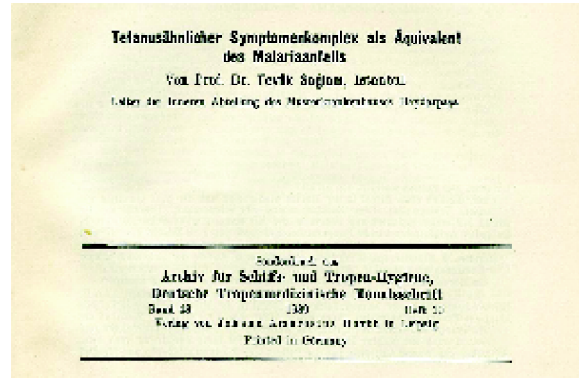 Tetanusähnlicher Symptomenkomplex als Äquivalent
des Malariaanfalls
Von Prof. Dr. Tevfik Sağlam, Istanbul
Leiter der Inneren Abteilung des Musterkrankenhauses Haydarpaşa
Sonderdruck aus
Archiv für Schiffs- und Tropen-Hygiene,
Deutsche Tropenmedizinische Monatsschrift
Band 43 1939 Heft
Verlag von Johann Ambrosius Barth in Leipzig
Printed in Germany